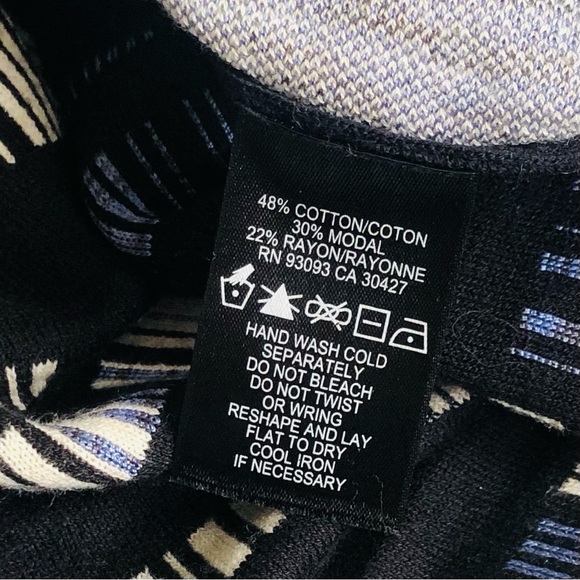 48% COTTON/COTON
30% MODAL
22% RAYON/RAYONNE
RN 93093 CA 30427
HAND WASH COLD
SEPARATELY
DO NOT BLEACH
DO NOT TWIST
OR WRING
RESHAPE AND LAY
FLAT TO DRY
COOL IRON
IF NECESSARY